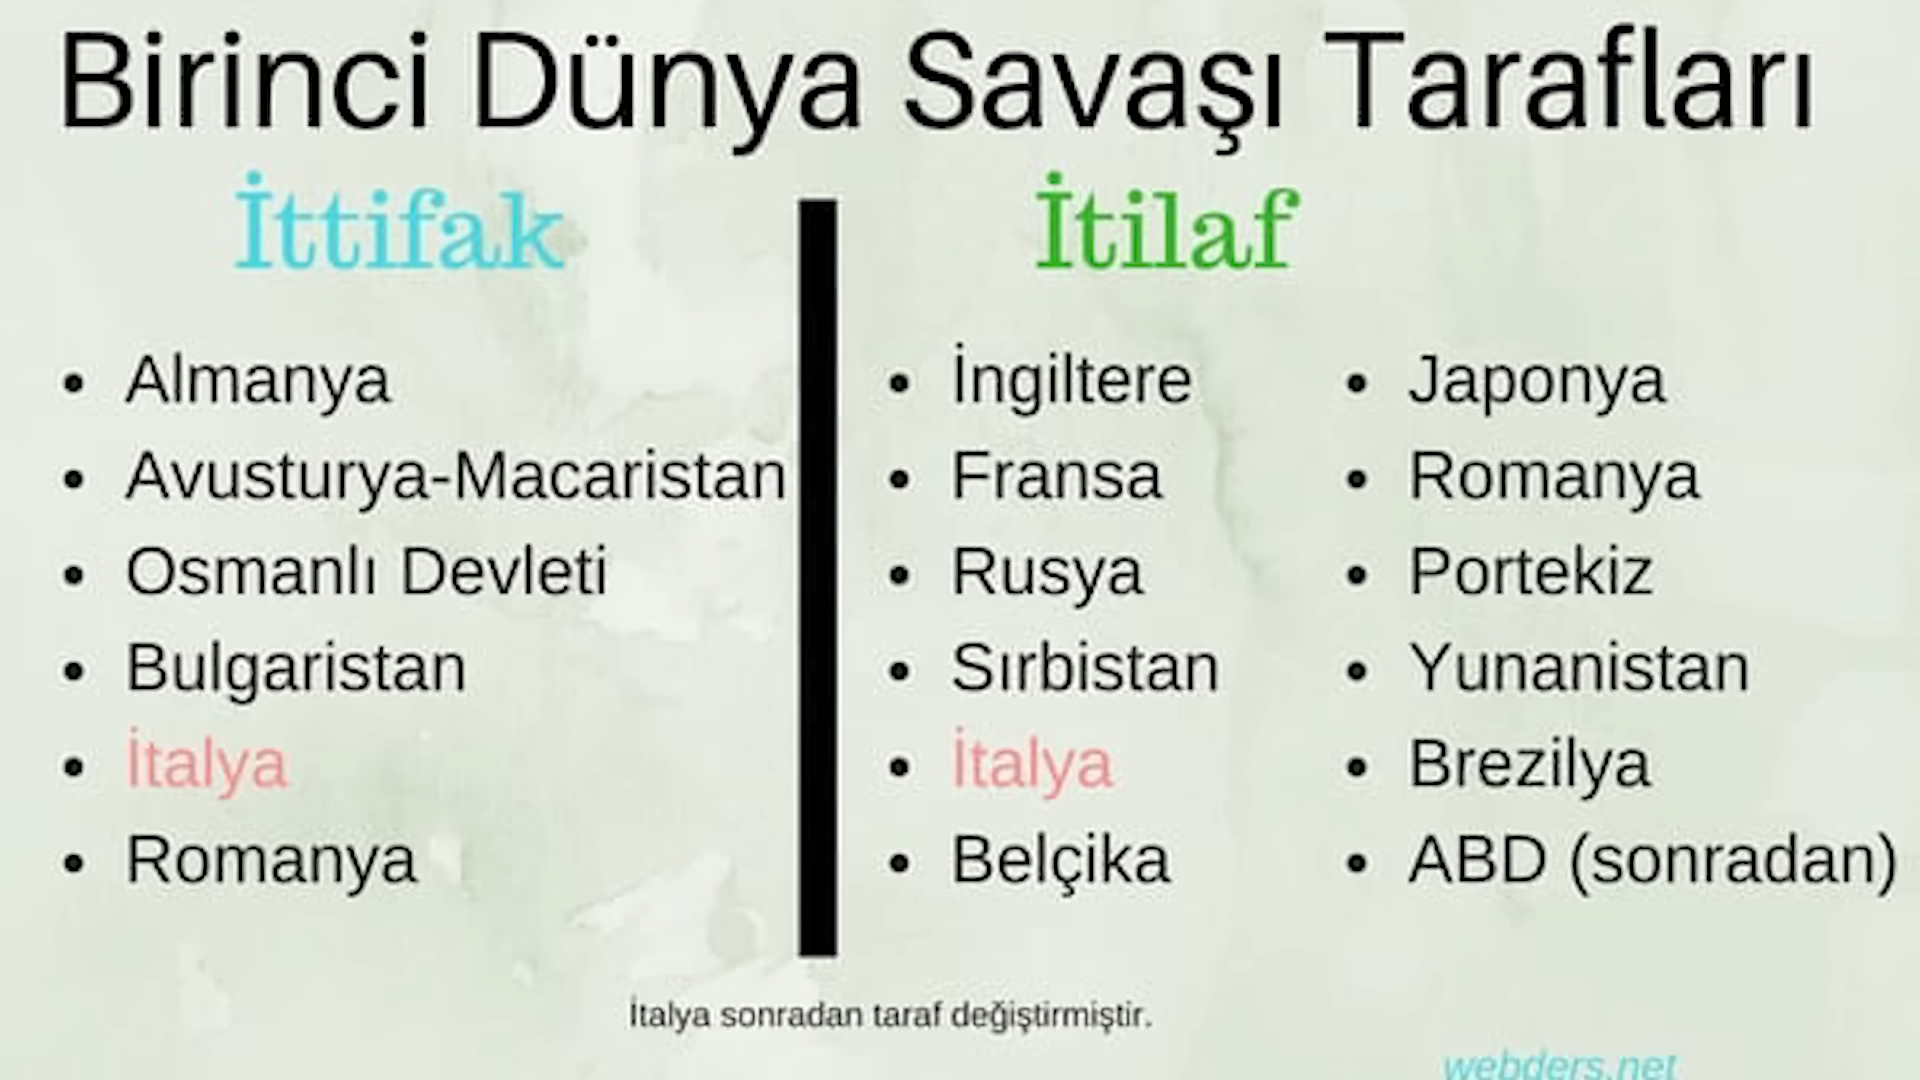 Birinci Dünya Savaşı Tarafları
İttifak
• Almanya
• Avusturya-Macaristan
• Osmanlı Devleti
• Bulgaristan
• İtalya
• Romanya
İtilaf
• İngiltere
• Fransa
• Rusya
• Sırbistan
• İtalya
• Belçika
• Japonya
• Romanya
• Portekiz
• Yunanistan
• Brezilya
• ABD (sonradan)
İtalya sonradan taraf değiştirmiştir.
webders.net